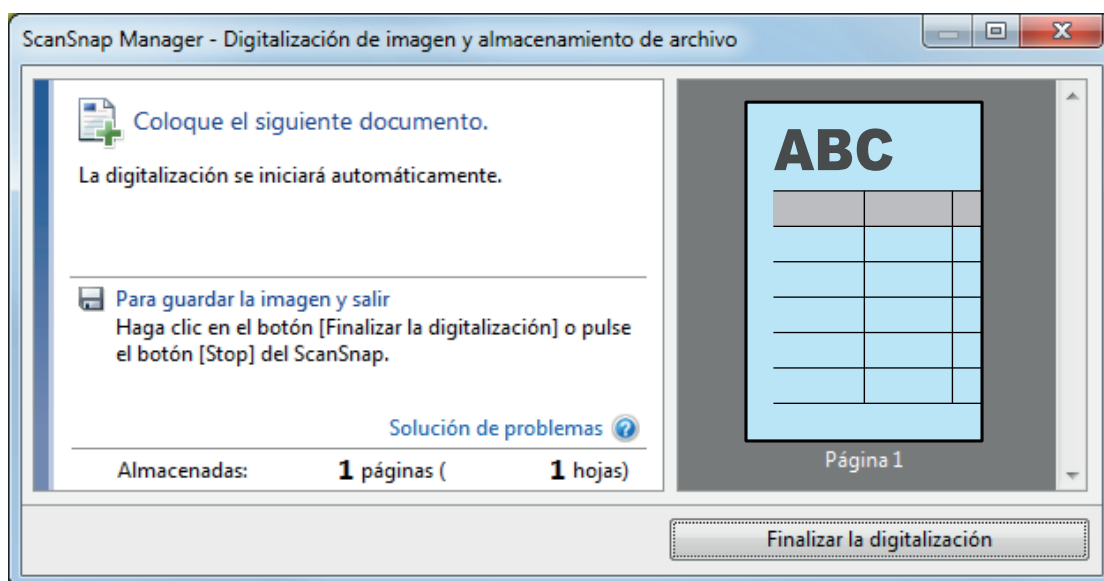 ScanSnap Manager - Digitalización de imagen y almacenamiento de archivo
Coloque el siguiente documento.
La digitalización se iniciará automáticamente.
Para guardar la imagen y salir
Haga clic en el botón [Finalizar la digitalización] o pulse
el botón [Stop] del ScanSnap.
Solución de problemas
Almacenadas: 1 páginas ( 1 hojas)
ABC
Página 1
Finalizar la digitalización